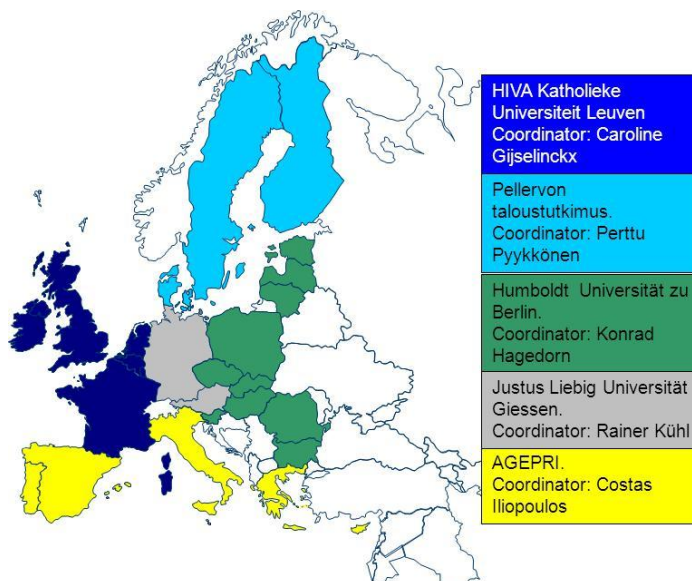 HIVA Katholieke
Universiteit Leuven
Coordinator: Caroline
Gijselinckx
Pellervon
taloustutkimus.
Coordinator: Perttu
Pyykkönen
Humboldt Universität zu
Berlin.
Coordinator: Konrad
Hagedorn
Justus Liebig Universität
Giessen.
Coordinator: Rainer Kühl
AGEPRI.
Coordinator: Costas
Iliopoulos